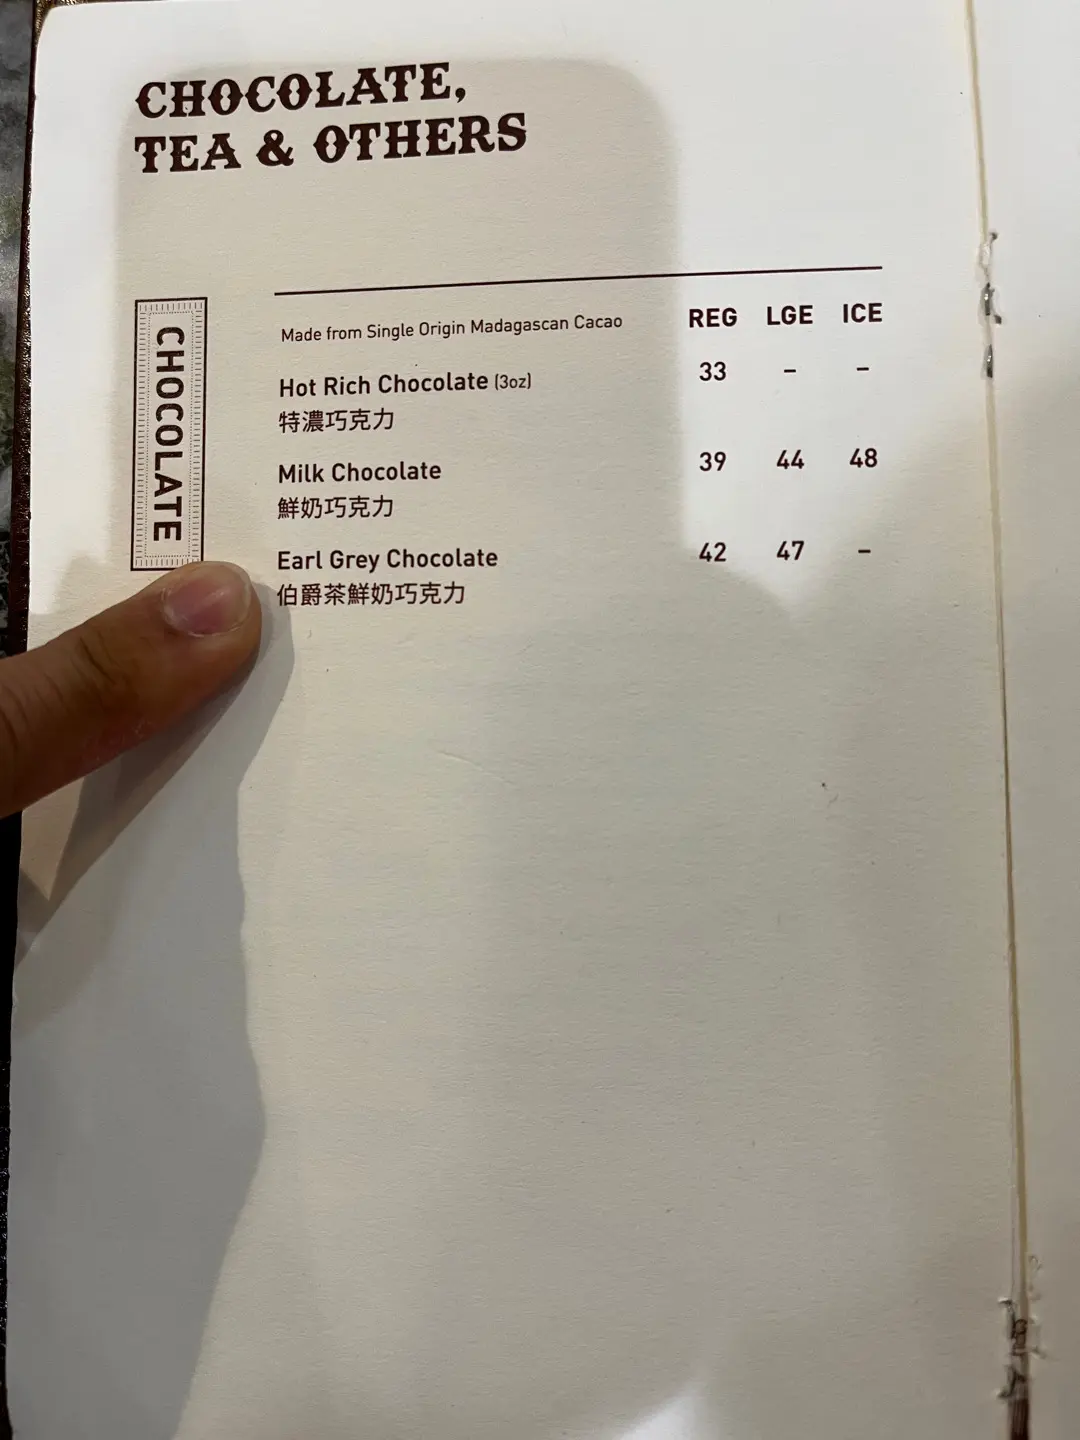 CHOCOLATE,
TEA & OTHERS
CHOCOLATE
Made from Single Origin Madagascan Cacao REG LGE ICE
Hot Rich Chocolate (3oz) 33 – –
特濃巧克力
Milk Chocolate 39 44 48
鮮奶巧克力
Earl Grey Chocolate 42 47 –
伯爵茶鮮奶巧克力